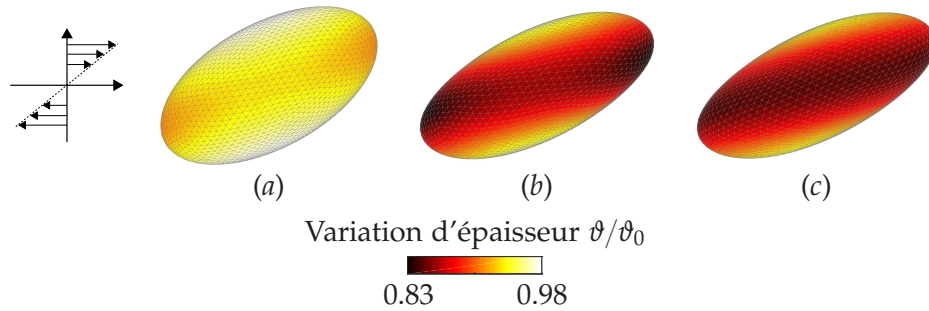 (a)
(b)
(c)
Variation d'épaisseur ϑ/ϑ₀
0.83
0.98